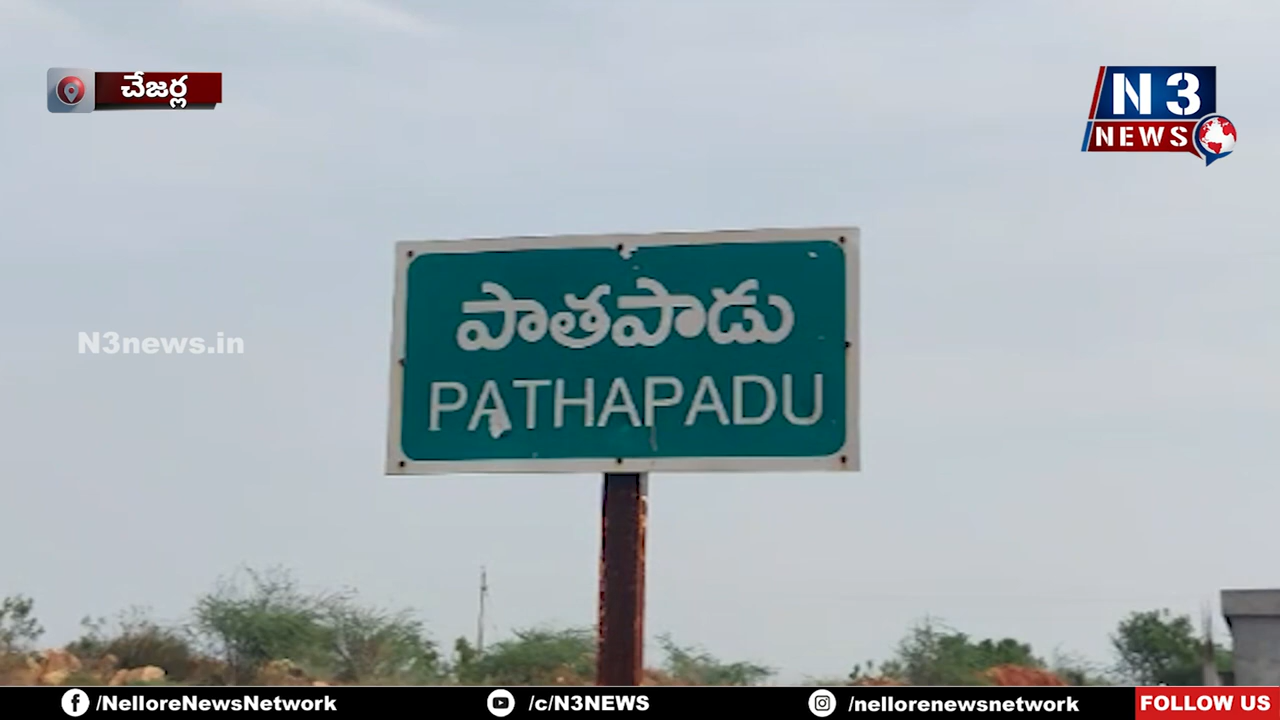 చేజర్ల
N3
NEWS
N3news.in
పాతపాడు
PATHAPADU
/NelloreNewsNetwork
/c/N3NEWS
/nellorenewsnetwork
FOLLOW US